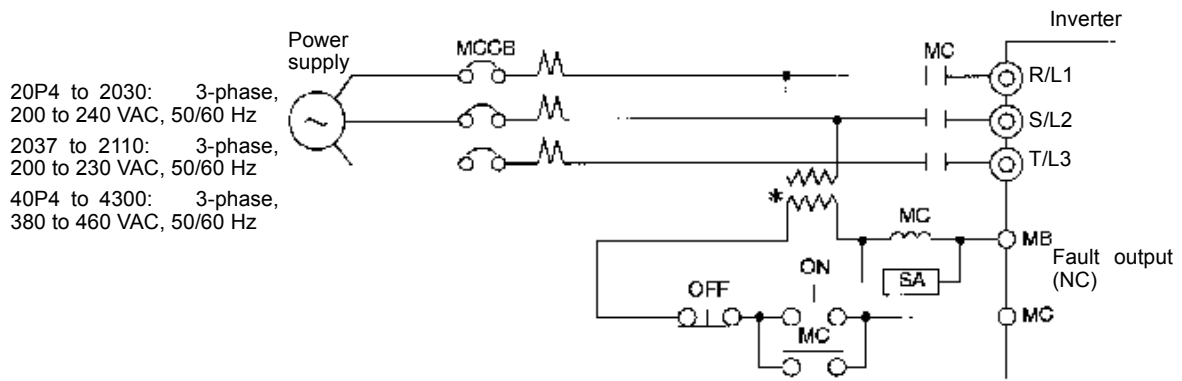 Inverter
Power
supply
MCCB
MC
R/L1
20P4 to 2030: 3-phase,
200 to 240 VAC, 50/60 Hz
S/L2
2037 to 2110: 3-phase,
200 to 230 VAC, 50/60 Hz
T/L3
40P4 to 4300: 3-phase,
380 to 460 VAC, 50/60 Hz
*
MC
MB
Fault output
(NC)
ON
SA
OFF
MC
MC